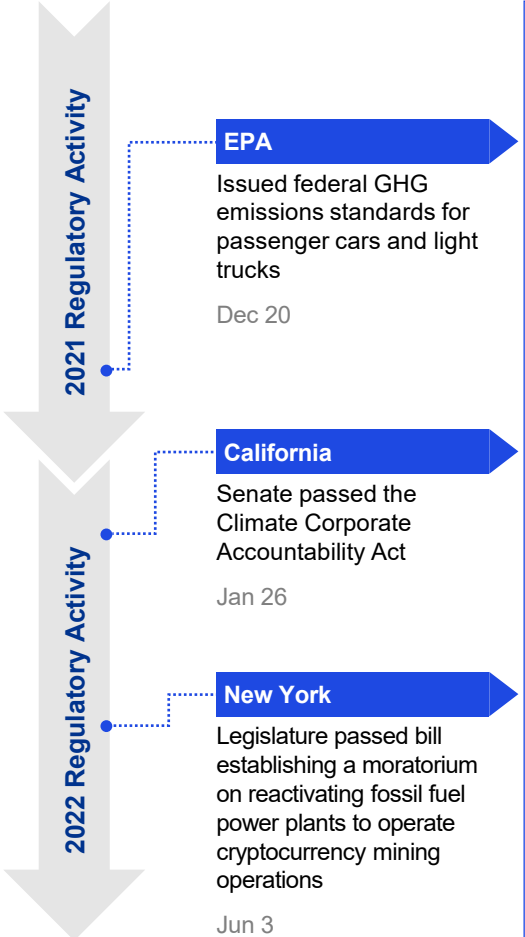 2021 Regulatory Activity
EPA
Issued federal GHG
emissions standards for
passenger cars and light
trucks
Dec 20
2022 Regulatory Activity
California
Senate passed the
Climate Corporate
Accountability Act
Jan 26
New York
Legislature passed bill
establishing a moratorium
on reactivating fossil fuel
power plants to operate
cryptocurrency mining
operations
Jun 3